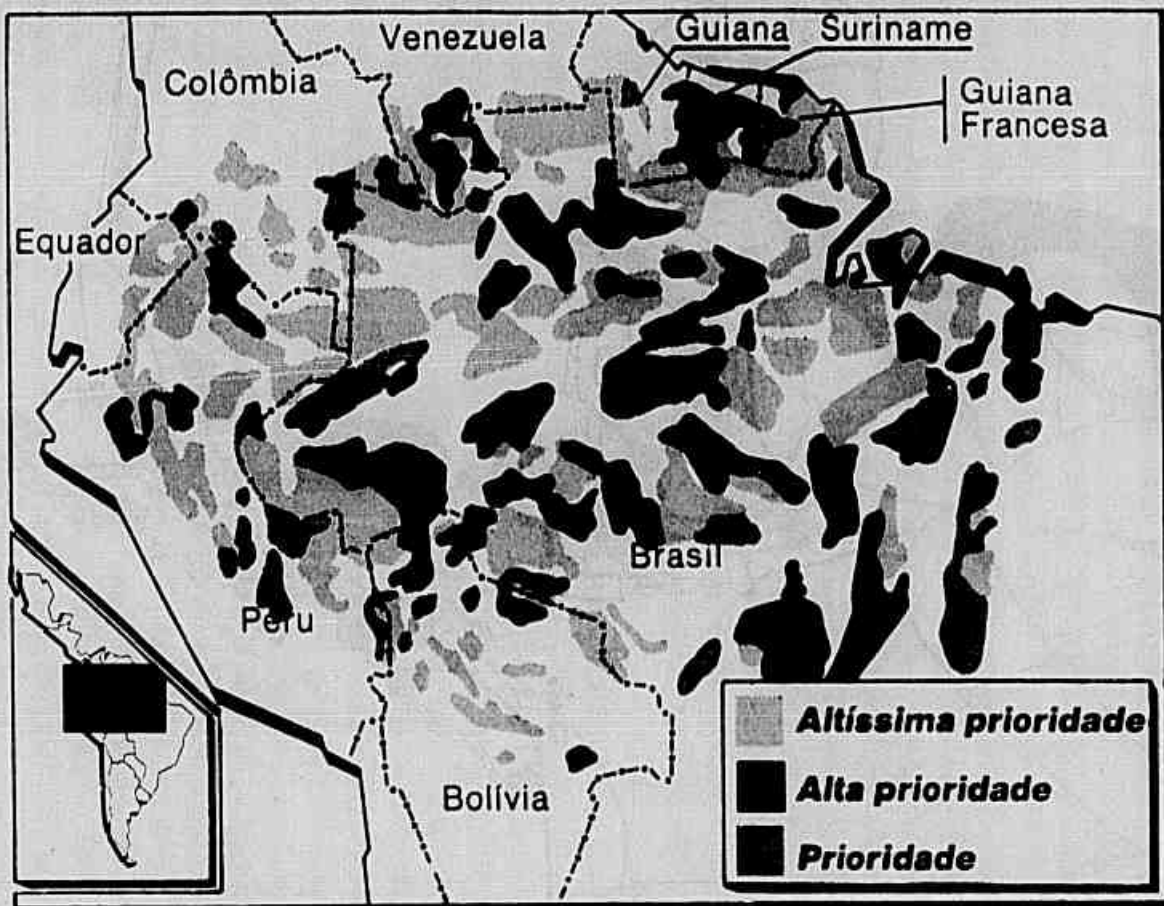 Venezuela
Guiana
Suriname
Colômbia
Guiana
Francesa
Equador
Brasil
Peru
Bolívia
Altíssima prioridade
Alta prioridade
Prioridade